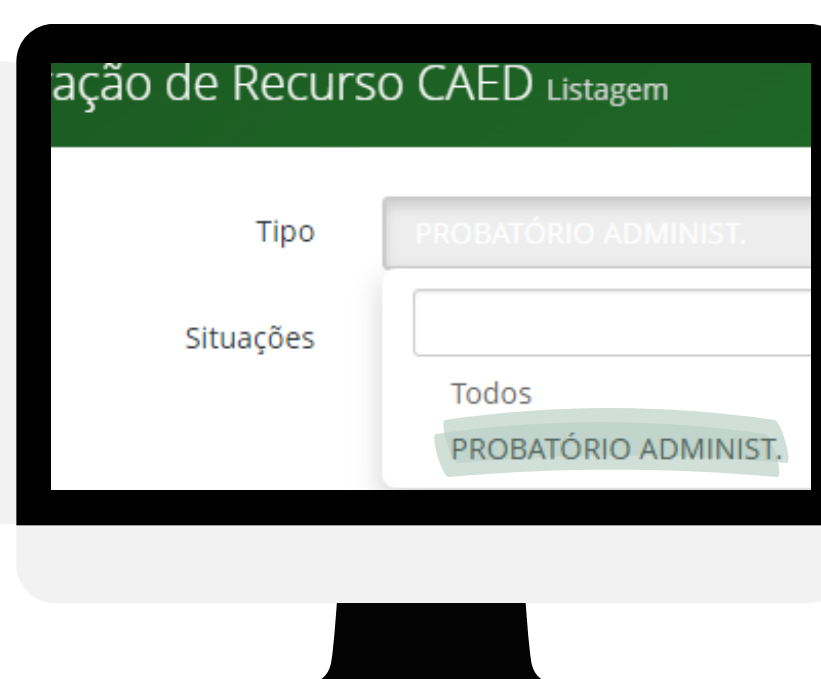 ração de Recurso CAED Listagem
Tipo
PROBATÓRIO ADMINIST.
Situações
Todos
PROBATÓRIO ADMINIST.